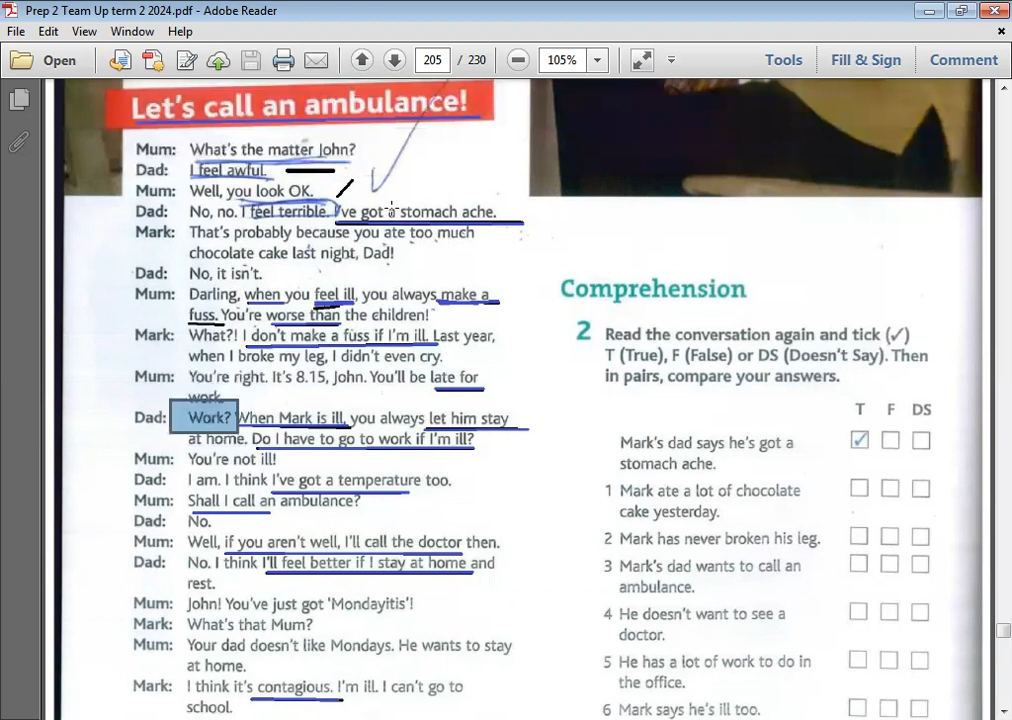 Prep 2 Team Up term 2 2024.pdf - Adobe Reader
File Edit View Window Help
Open 205 / 230 105% Tools Fill & Sign Comment
Let's call an ambulance!
Mum: What's the matter John?
Dad: I feel awful.
Mum: Well, you look OK.
Dad: No, no. I feel terrible. I've got a stomach ache.
Mark: That's probably because you ate too much
chocolate cake last night, Dad!
Dad: No, it isn't.
Mum: Darling, when you feel ill, you always make a
fuss. You're worse than the children!
Mark: What?! I don't make a fuss if I'm ill. Last year,
when I broke my leg, I didn't even cry.
Mum: You're right. It's 8.15, John. You'll be late for
work.
Dad: Work? When Mark is ill, you always let him stay
at home. Do I have to go to work if I'm ill?
Mum: You're not ill!
Dad: I am. I think I've got a temperature too.
Mum: Shall I call an ambulance?
Dad: No.
Mum: Well, if you aren't well, I'll call the doctor then.
Dad: No. I think I'll feel better if I stay at home and
rest.
Mum: John! You've just got 'Mondayitis'!
Mark: What's that Mum?
Mum: Your dad doesn't like Mondays. He wants to stay
at home.
Mark: I think it's contagious. I'm ill. I can't go to
school.
Comprehension
2 Read the conversation again and tick (✓)
T (True), F (False) or DS (Doesn't Say). Then
in pairs, compare your answers.
T F DS
Mark's dad says he's got a
stomach ache.
1 Mark ate a lot of chocolate
cake yesterday.
2 Mark has never broken his leg.
3 Mark's dad wants to call an
ambulance.
4 He doesn't want to see a
doctor.
5 He has a lot of work to do in
the office.
6 Mark says he's ill too.